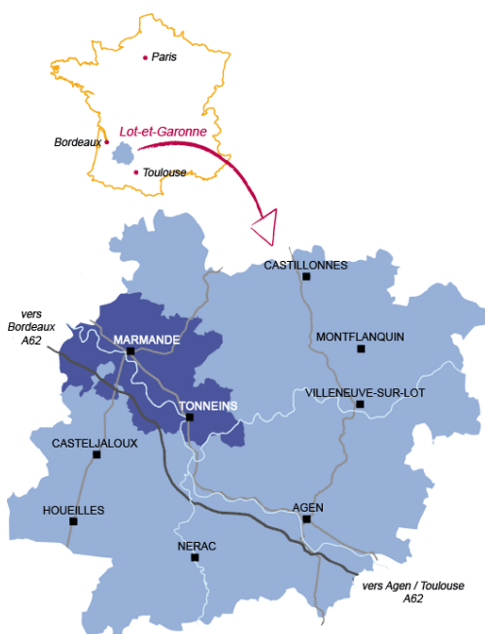 Paris
Lot-et-Garonne
Bordeaux
Toulouse
CASTILLONNES
vers
Bordeaux
A62
MARMANDE
MONTFLANQUIN
VILLENEUVE-SUR-LOT
TONNEINS
CASTELJALOUX
HOUEILLES
AGEN
NERAC
vers Agen / Toulouse
A62